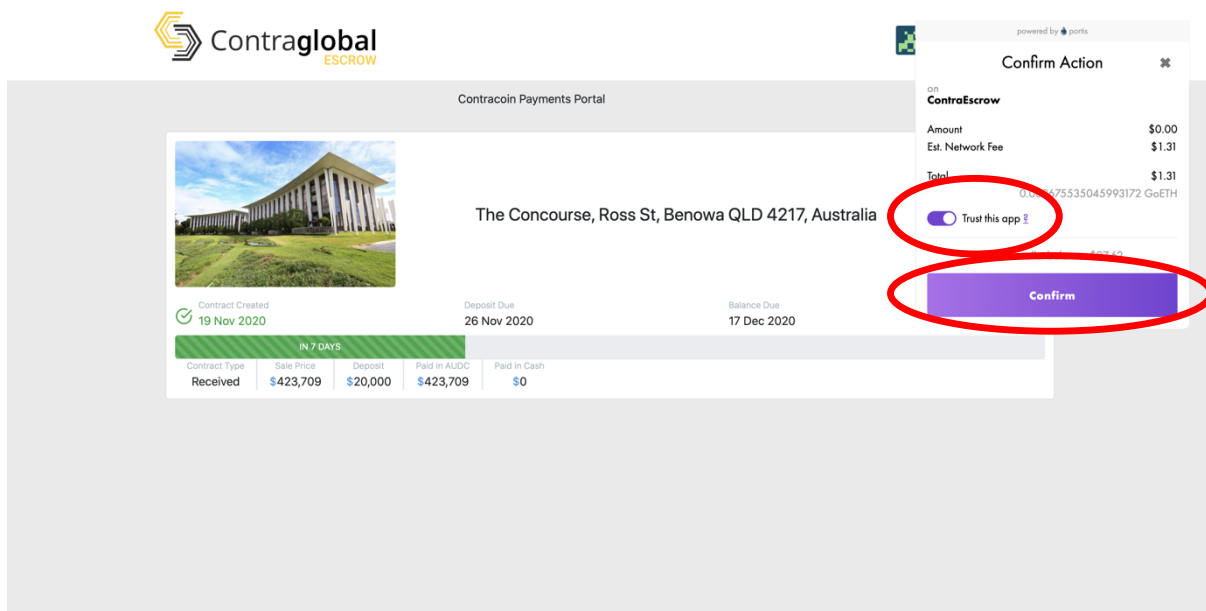 Contraglobal
ESCROW
powered by portis
Confirm Action
on
ContraEscrow
Amount $0.00
Est. Network Fee $1.31
Total $1.31
GoETH
Trust this app
Contracoin Payments Portal
The Concourse, Ross St, Benowa QLD 4217, Australia
Confirm
Contract Created Deposit Due Balance Due
19 Nov 2020 26 Nov 2020 17 Dec 2020
IN 7 DAYS
Contract Type Sale Price Deposit Paid in AUDC Paid in Cash
Received $423,709 $20,000 $423,709 $0